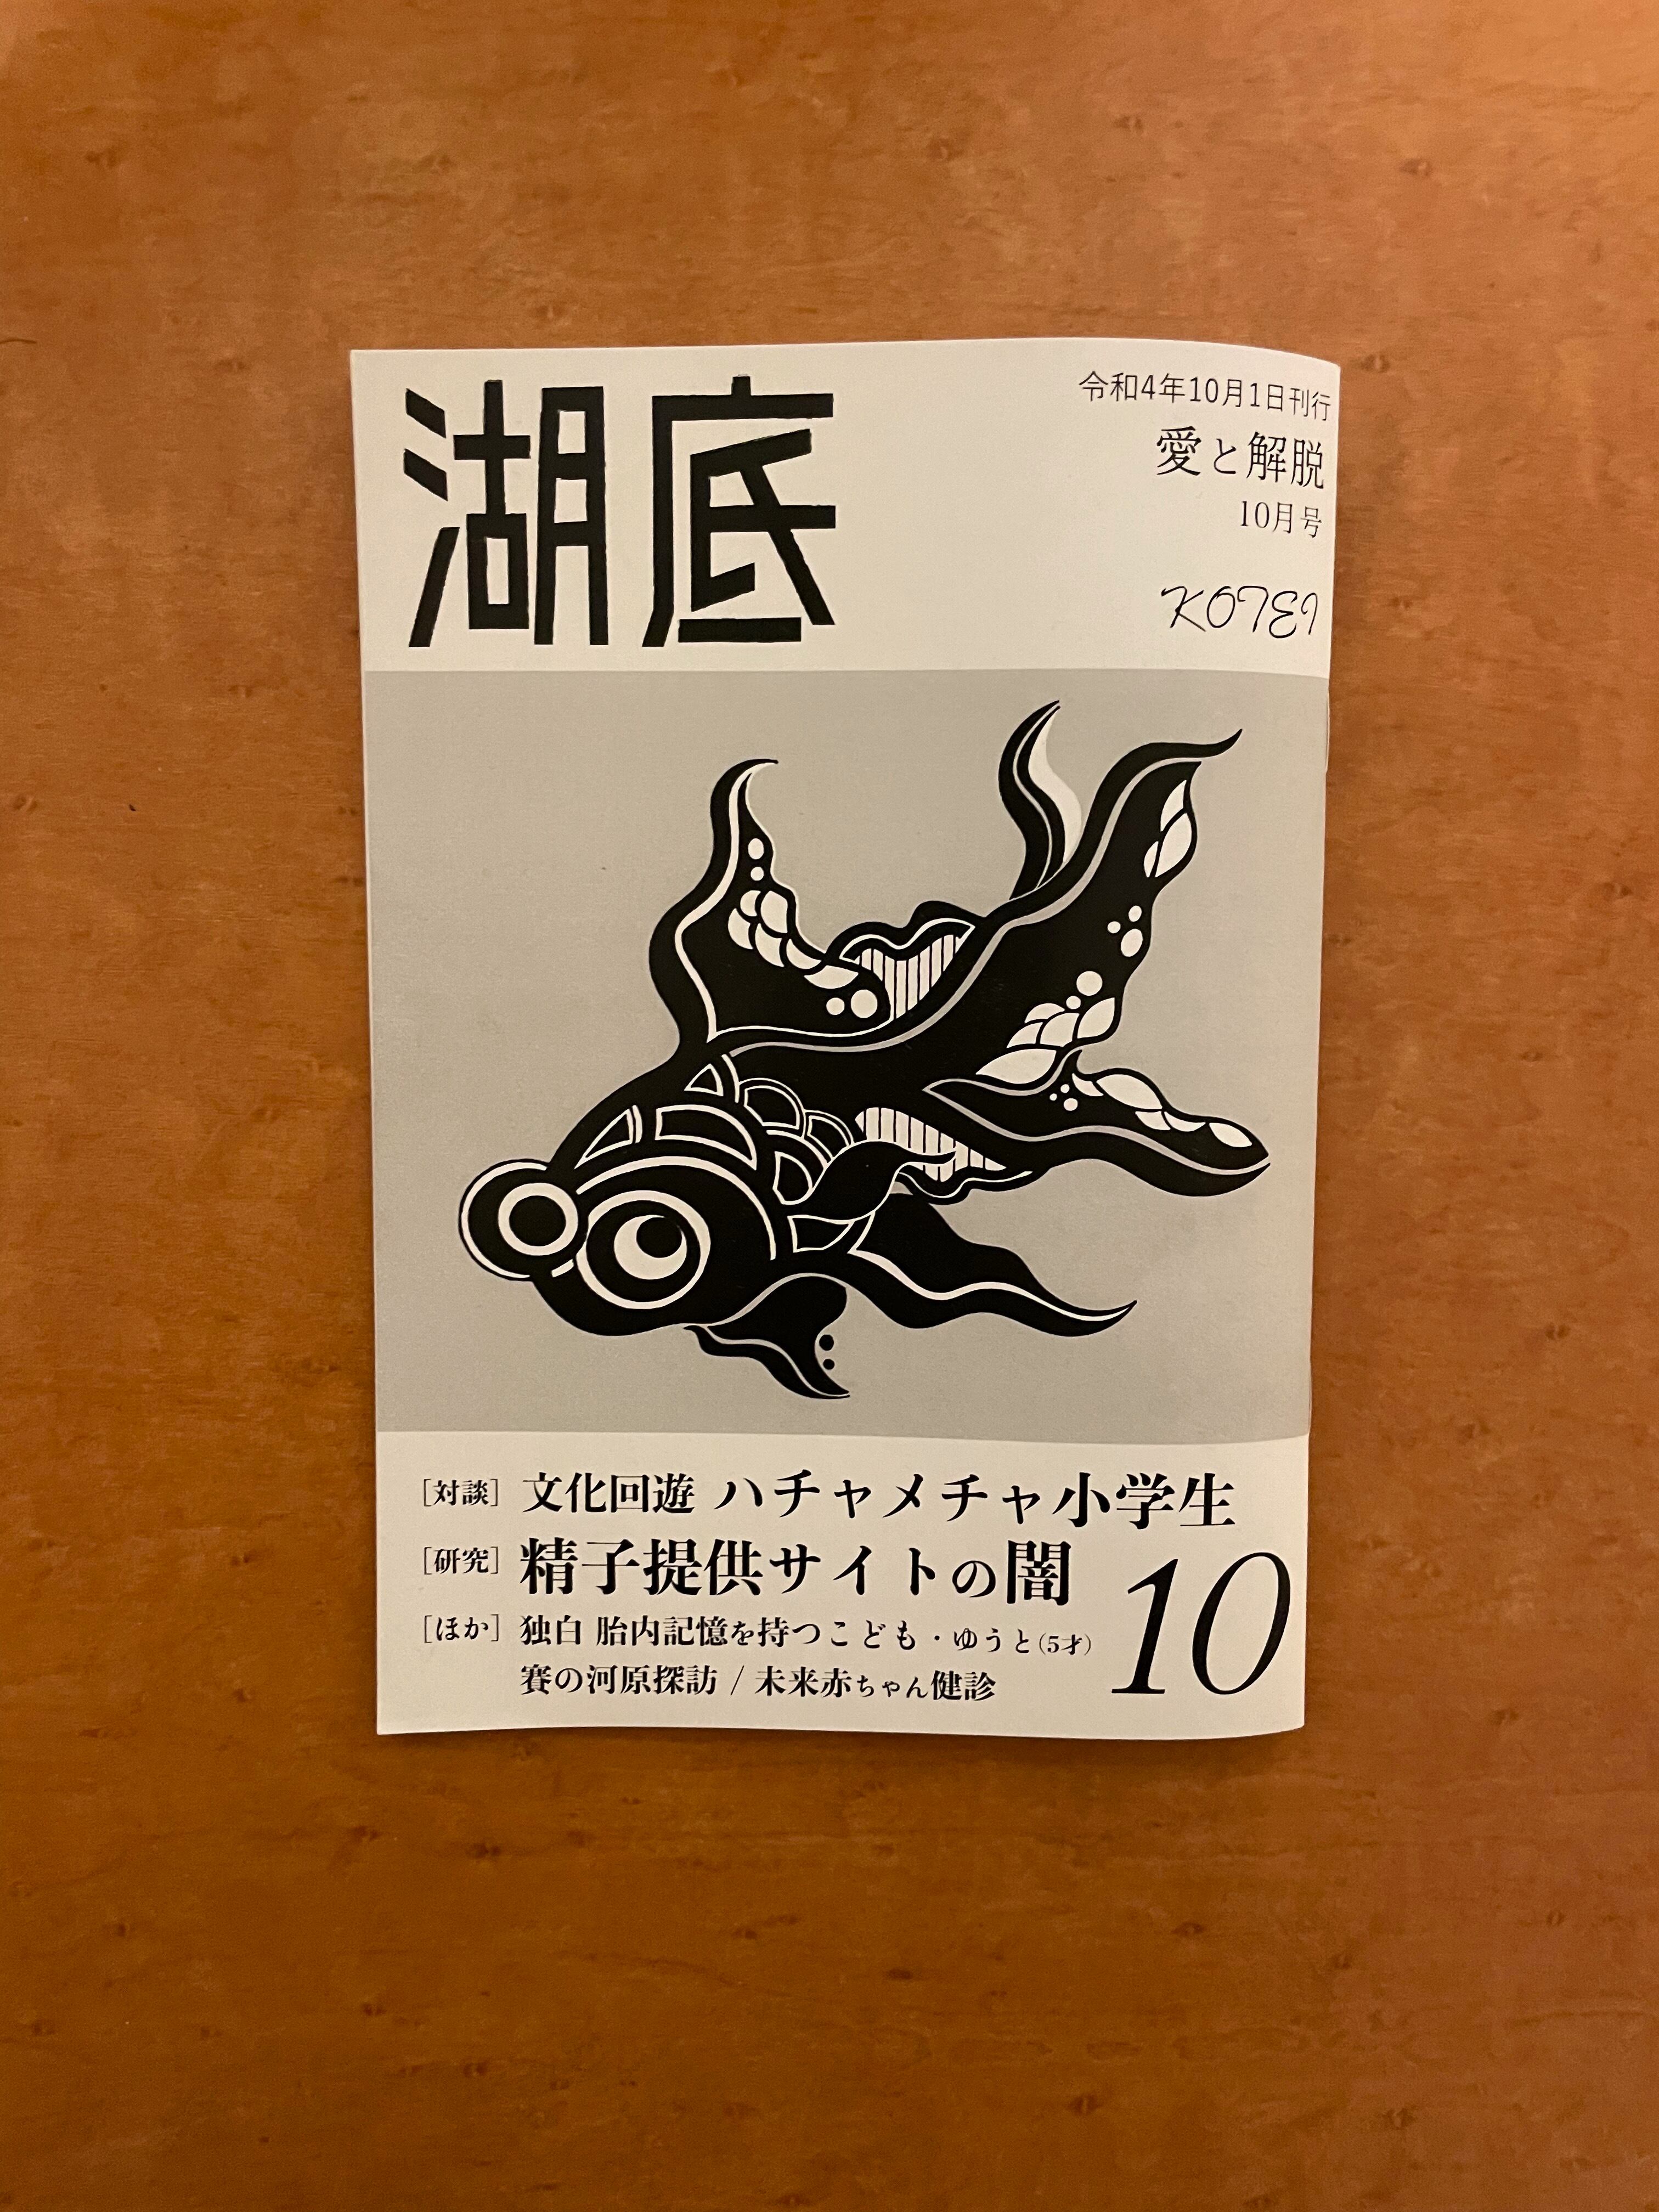 湖底
令和4年10月1日刊行
愛と解脱
10月号
KOTEI
［対談］ 文化回遊 ハチャメチャ小学生
［研究］ 精子提供サイトの闇
［ほか］ 独白 胎内記憶を持つこども・ゆうと（5才）
賽の河原探訪 / 未来赤ちゃん健診
10